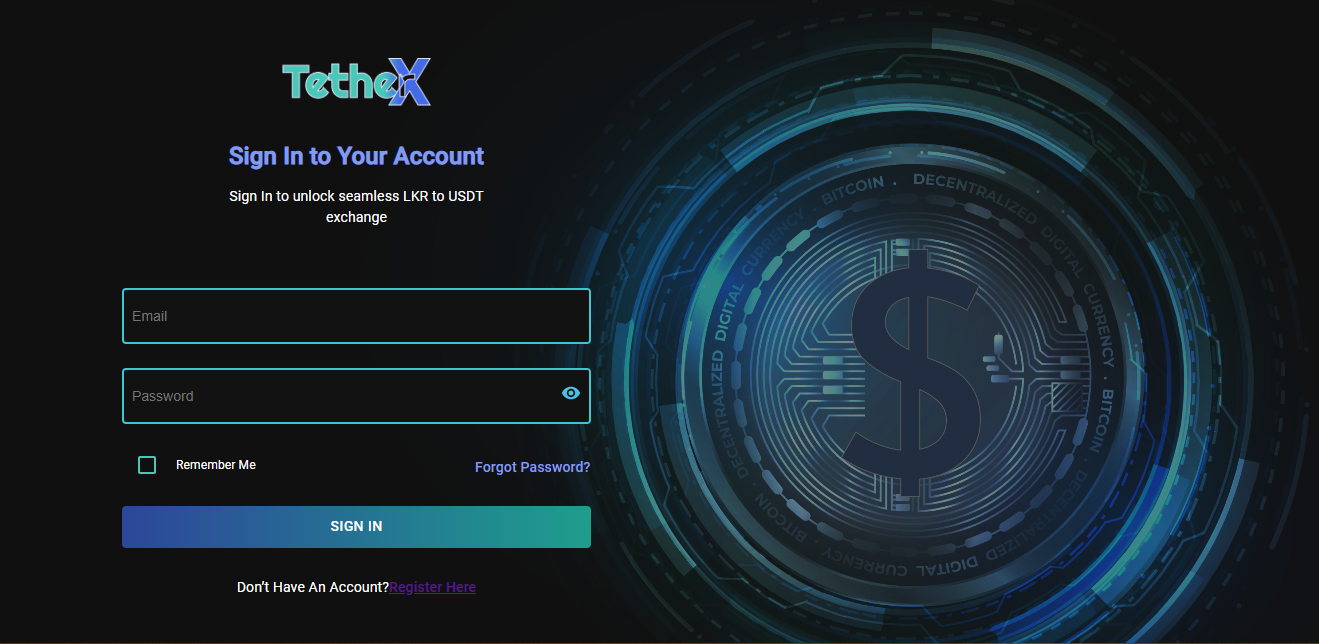 TetherX
Sign In to Your Account
Sign In to unlock seamless LKR to USDT
exchange
Email
Password
Remember Me
Forgot Password?
SIGN IN
Don't Have An Account?Register Here
BITCOIN . DECENTRALIZED DIGITAL CURRENCY . BITCOIN . DECENTRALIZED DIGITAL CURRENCY . BITCOIN . DECENTRALIZED DIGITAL CURRENCY
$